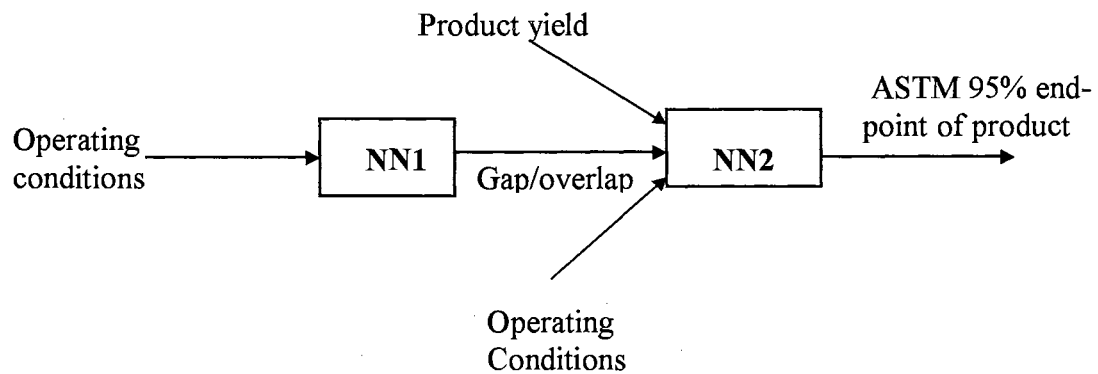 Product yield
ASTM 95% end-
point of product
Operating
conditions
NN1
Gap/overlap
NN2
Operating
Conditions